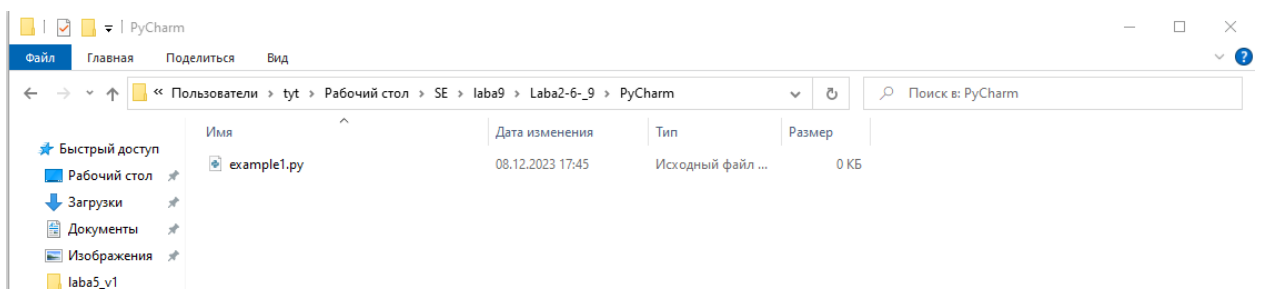 PyCharm
Файл Главная Поделиться Вид
« Пользователи › tyt › Рабочий стол › SE › laba9 › Laba2-6-_9 › PyCharm Поиск в: PyCharm
Имя Дата изменения Тип Размер
Быстрый доступ
example1.py 08.12.2023 17:45 Исходный файл ... 0 КБ
Рабочий стол
Загрузки
Документы
Изображения
laba5_v1